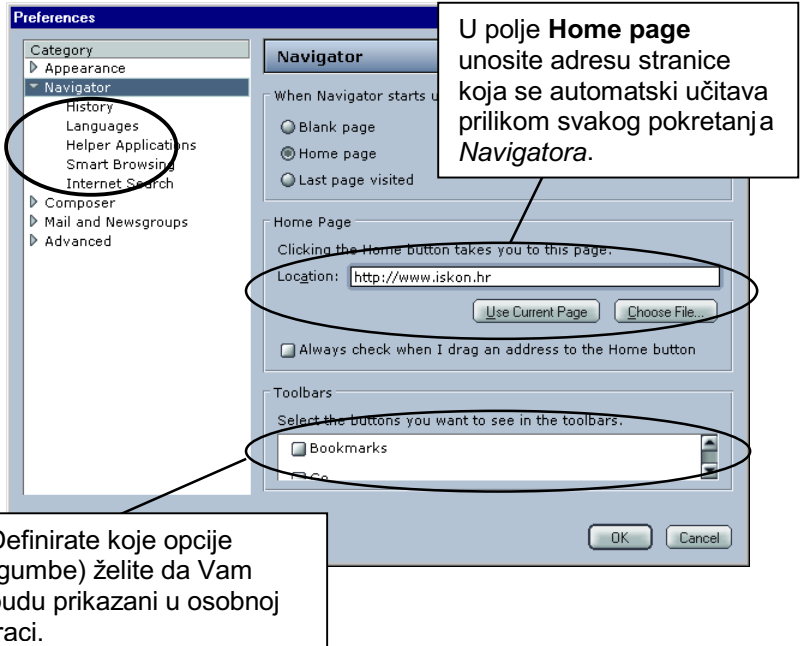 Preferences
Category
Appearance
Navigator
History
Languages
Helper Applications
Smart Browsing
Internet Search
Composer
Mail and Newsgroups
Advanced
Navigator
When Navigator starts
Blank page
Home page
Last page visited
U polje Home page
unosite adresu stranice
koja se automatski učitava
prilikom svakog pokretanja
Navigatora.
Home Page
Clicking the Home button takes you to this page.
Location: http://www.iskon.hr
Use Current Page Choose File...
Always check when I drag an address to the Home button
Toolbars
Select the buttons you want to see in the toolbars.
Bookmarks
Go
OK Cancel
Definirate koje opcije
gumbe) želite da Vam
budu prikazani u osobnoj
raci.